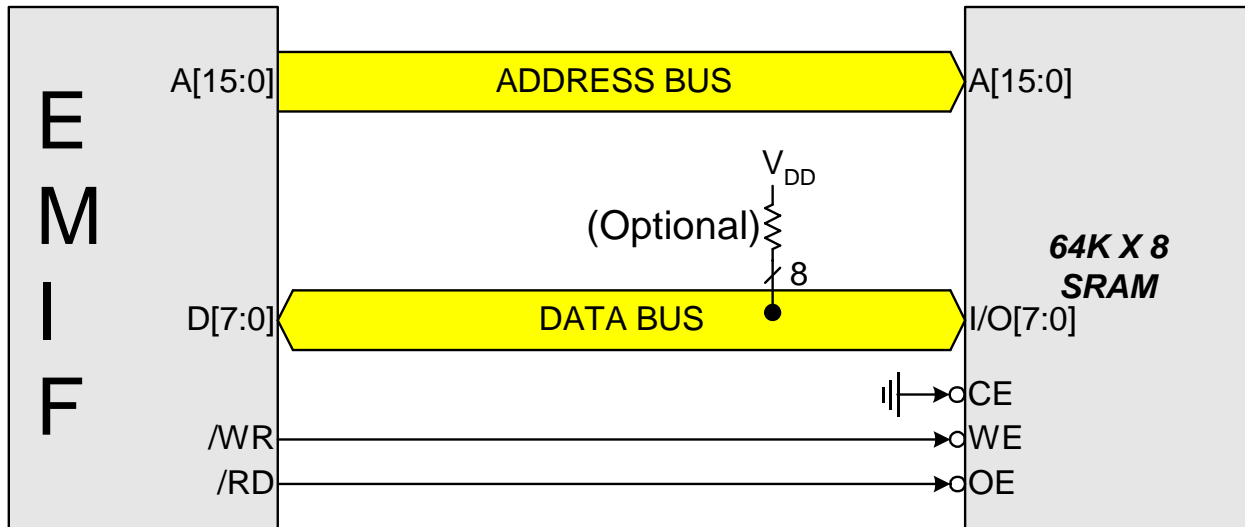 EMIF
A[15:0]
ADDRESS BUS
A[15:0]
VDD
(Optional)
8
64K X 8
SRAM
D[7:0]
DATA BUS
I/O[7:0]
CE
/WR
WE
/RD
OE